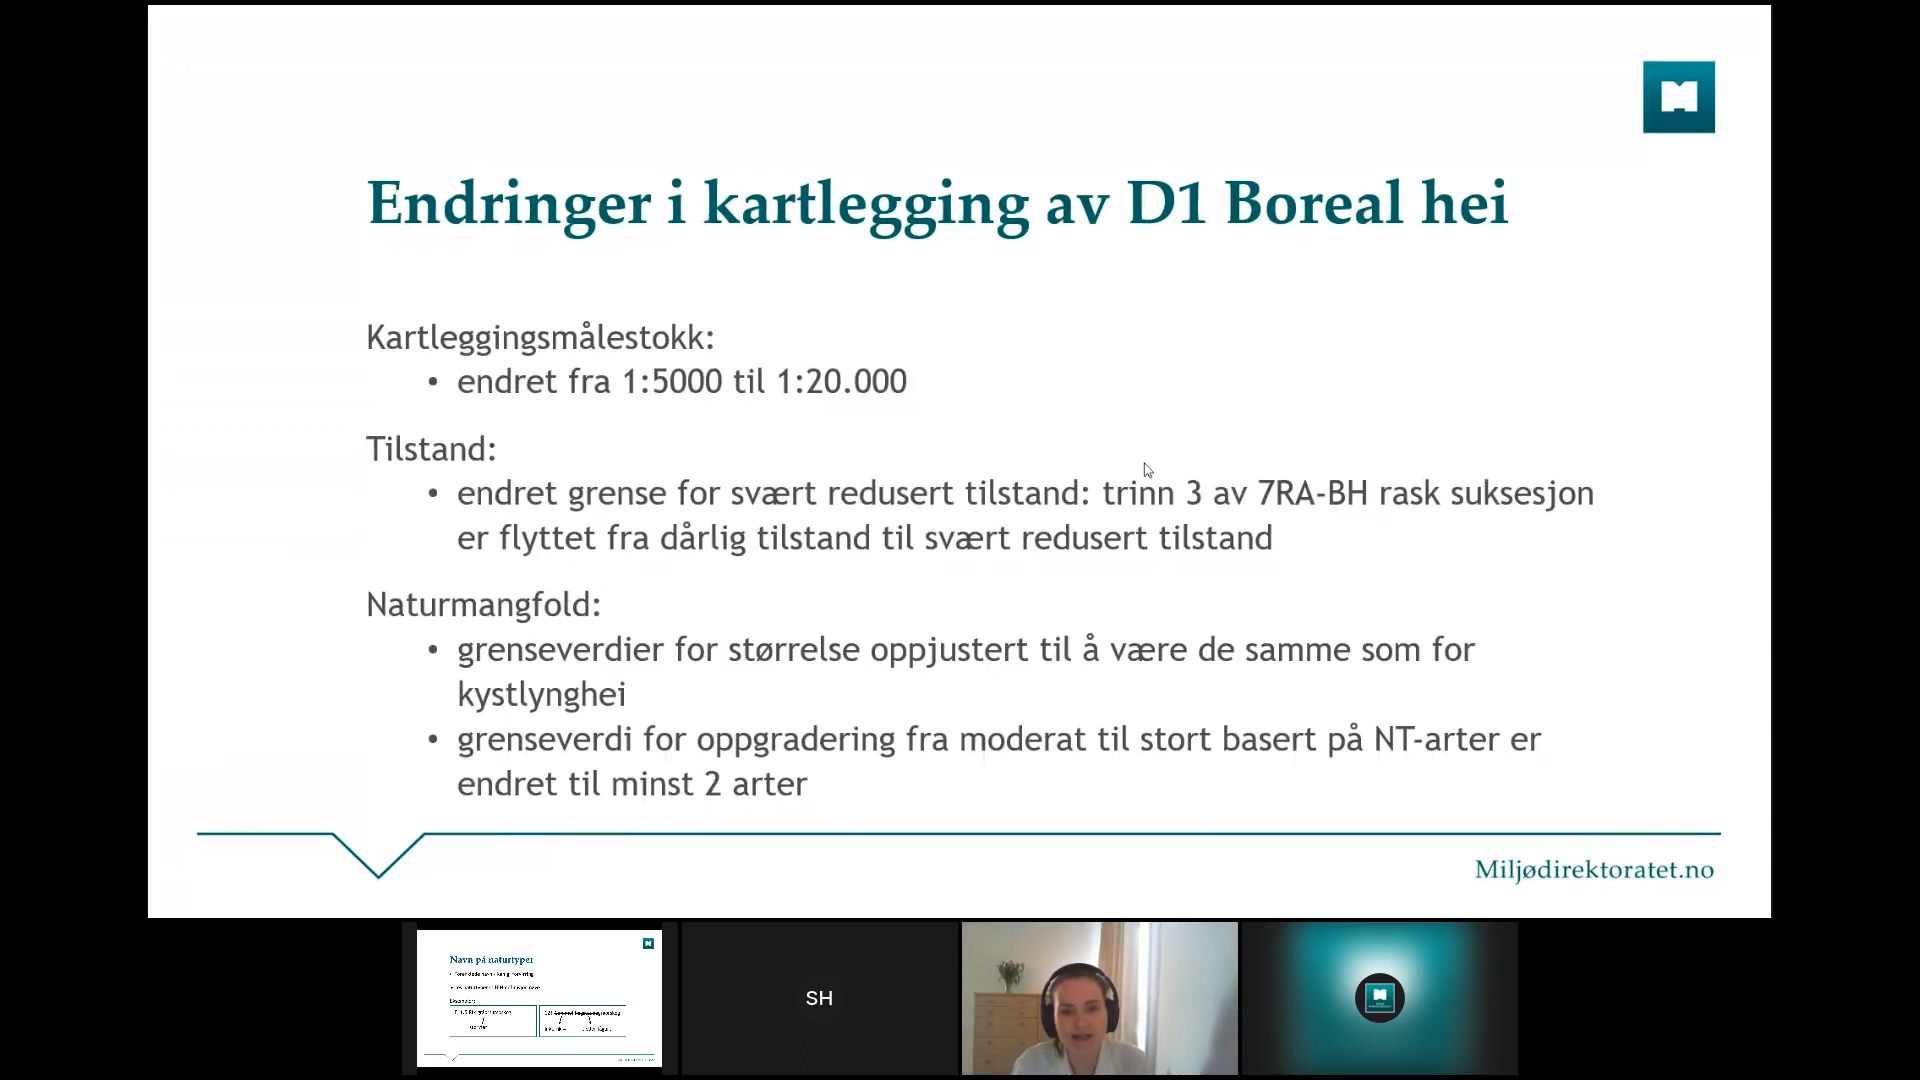 Endringer i kartlegging av D1 Boreal hei
Kartleggingsmålestokk:
• endret fra 1:5000 til 1:20.000
Tilstand:
• endret grense for svært redusert tilstand: trinn 3 av 7RA-BH rask suksesjon
er flyttet fra dårlig tilstand til svært redusert tilstand
Naturmangfold:
• grenseverdier for størrelse oppjustert til å være de samme som for
kystlynghei
• grenseverdi for oppgradering fra moderat til stort basert på NT-arter er
endret til minst 2 arter
Miljødirektoratet.no
Navn på naturtyper
SH